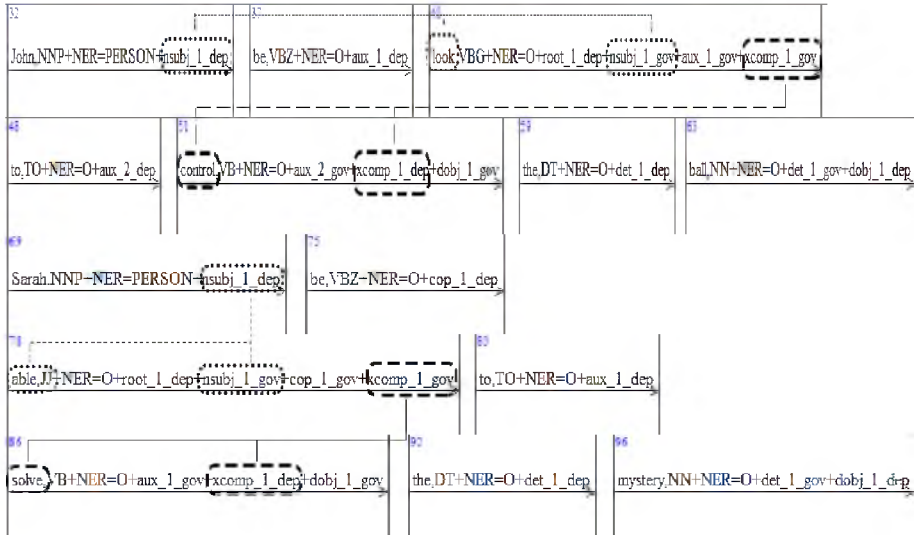 32 37 40
John,NNP+NER=PERSON+nsubj_1_dep be,VBZ+NER=O+aux_1_dep look,VBG+NER=O+root_1_dep+nsubj_1_gov+aux_1_gov+xcomp_1_gov
48 51 59 63
to,TO+NER=O+aux_2_dep control,VB+NER=O+aux_2_gov+xcomp_1_dep+dobj_1_gov the,DT+NER=O+det_1_dep ball,NN+NER=O+det_1_gov+dobj_1_dep
69 75
Sarah,NNP+NER=PERSON+nsubj_1_dep be,VBZ+NER=O+cop_1_dep
78 83
able,JJ+NER=O+root_1_dep+nsubj_1_gov+cop_1_gov+xcomp_1_gov to,TO+NER=O+aux_1_dep
86 92 96
solve,VB+NER=O+aux_1_gov+xcomp_1_dep+dobj_1_gov the,DT+NER=O+det_1_dep mystery,NN+NER=O+det_1_gov+dobj_1_dep